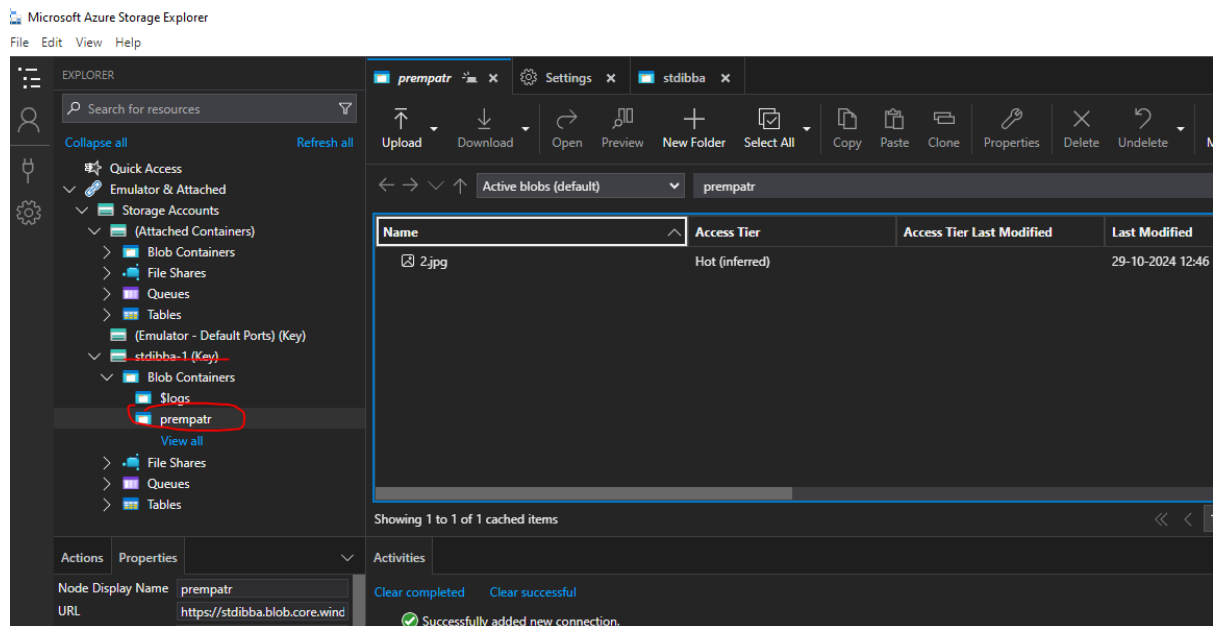 Microsoft Azure Storage Explorer
File Edit View Help
EXPLORER
Search for resources
Collapse all Refresh all
Quick Access
Emulator & Attached
Storage Accounts
(Attached Containers)
Blob Containers
File Shares
Queues
Tables
(Emulator - Default Ports) (Key)
stdibba-1 (Key)
Blob Containers
$logs
prempatr
View all
File Shares
Queues
Tables
Actions Properties
Node Display Name prempatr
URL https://stdibba.blob.core.wind
prempatr Settings stdibba
Upload Download Open Preview New Folder Select All Copy Paste Clone Properties Delete Undelete M
Active blobs (default) prempatr
Name Access Tier Access Tier Last Modified Last Modified
2.jpg Hot (inferred) 29-10-2024 12:46
Showing 1 to 1 of 1 cached items
Activities
Clear completed Clear successful
Successfully added new connection.